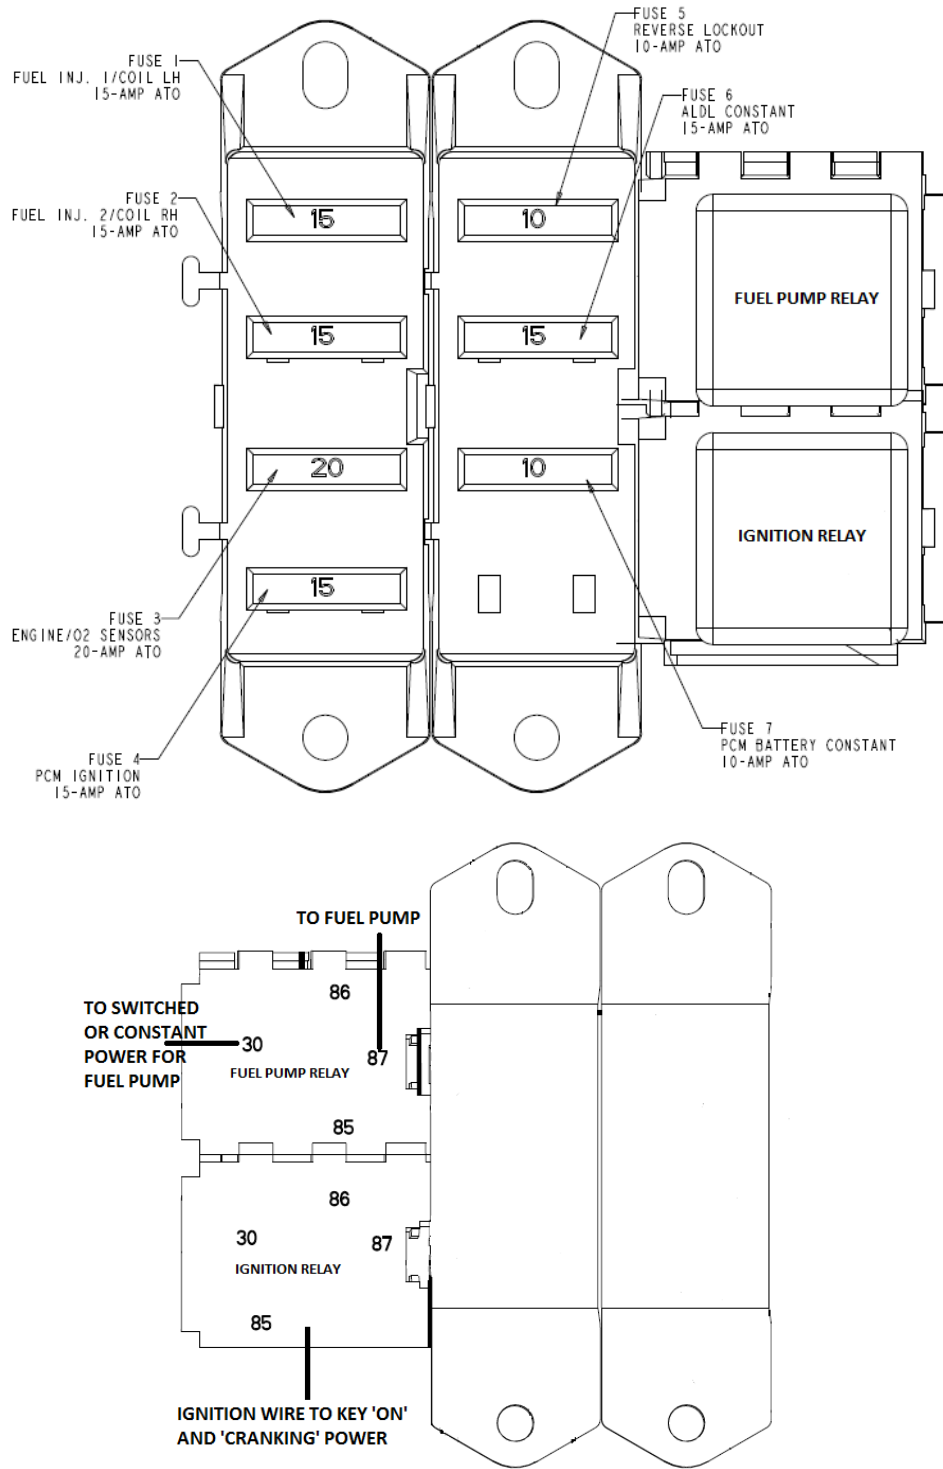 FUSE 1
FUEL INJ. 1/COIL LH
15-AMP ATO
FUSE 5
REVERSE LOCKOUT
10-AMP ATO
FUSE 6
ALDL CONSTANT
15-AMP ATO
FUSE 2
FUEL INJ. 2/COIL RH
15-AMP ATO
15
10
FUEL PUMP RELAY
15
15
20
10
IGNITION RELAY
15
FUSE 3
ENGINE/O2 SENSORS
20-AMP ATO
FUSE 4
PCM IGNITION
15-AMP ATO
FUSE 7
PCM BATTERY CONSTANT
10-AMP ATO
TO FUEL PUMP
TO SWITCHED
OR CONSTANT
POWER FOR
FUEL PUMP
86
30
87
FUEL PUMP RELAY
85
86
30
87
IGNITION RELAY
85
IGNITION WIRE TO KEY 'ON'
AND 'CRANKING' POWER